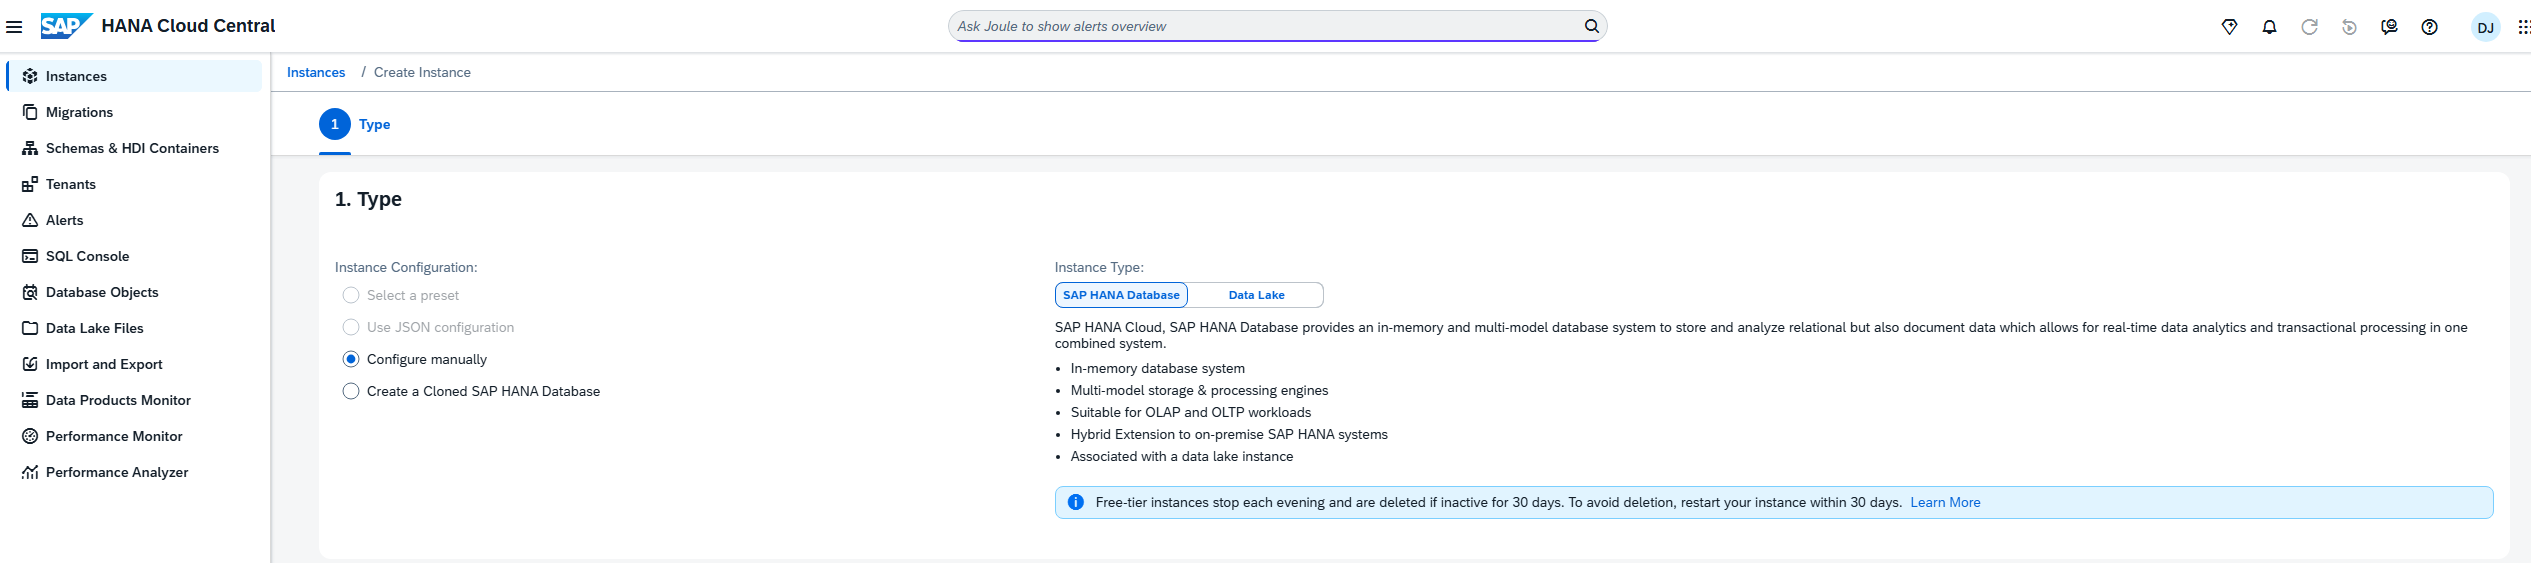 SAP HANA Cloud Central
Ask Joule to show alerts overview
DJ
Instances
Migrations
Schemas & HDI Containers
Tenants
Alerts
SQL Console
Database Objects
Data Lake Files
Import and Export
Data Products Monitor
Performance Monitor
Performance Analyzer
Instances / Create Instance
1 Type
1. Type
Instance Configuration:
Select a preset
Use JSON configuration
Configure manually
Create a Cloned SAP HANA Database
Instance Type:
SAP HANA Database Data Lake
SAP HANA Cloud, SAP HANA Database provides an in-memory and multi-model database system to store and analyze relational but also document data which allows for real-time data analytics and transactional processing in one
combined system.
• In-memory database system
• Multi-model storage & processing engines
• Suitable for OLAP and OLTP workloads
• Hybrid Extension to on-premise SAP HANA systems
• Associated with a data lake instance
Free-tier instances stop each evening and are deleted if inactive for 30 days. To avoid deletion, restart your instance within 30 days. Learn More